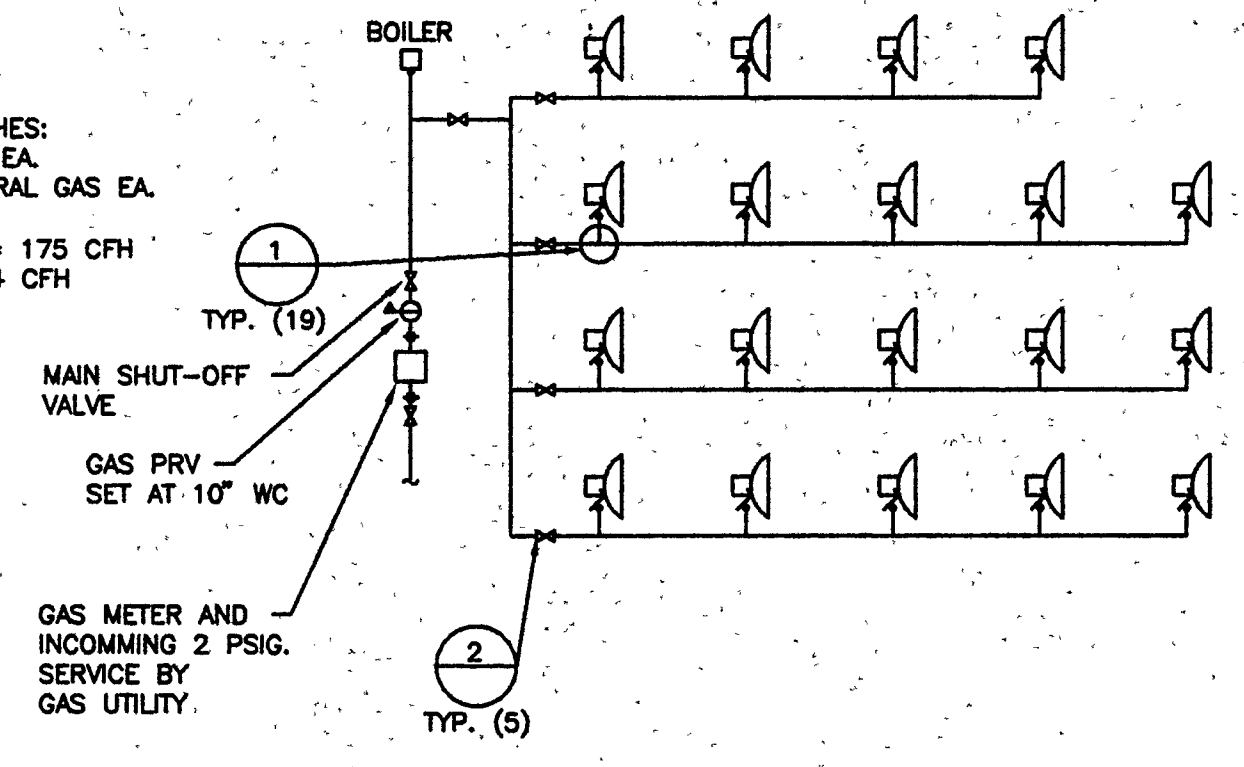 BOILER
HES:
EA.
RAL GAS EA.
= 175 CFH
4 CFH
1
TYP. (19)
MAIN SHUT-OFF
VALVE
GAS PRV
SET AT 10" WC
GAS METER AND
INCOMMING 2 PSIG.
SERVICE BY
GAS UTILITY
2
TYP. (5)